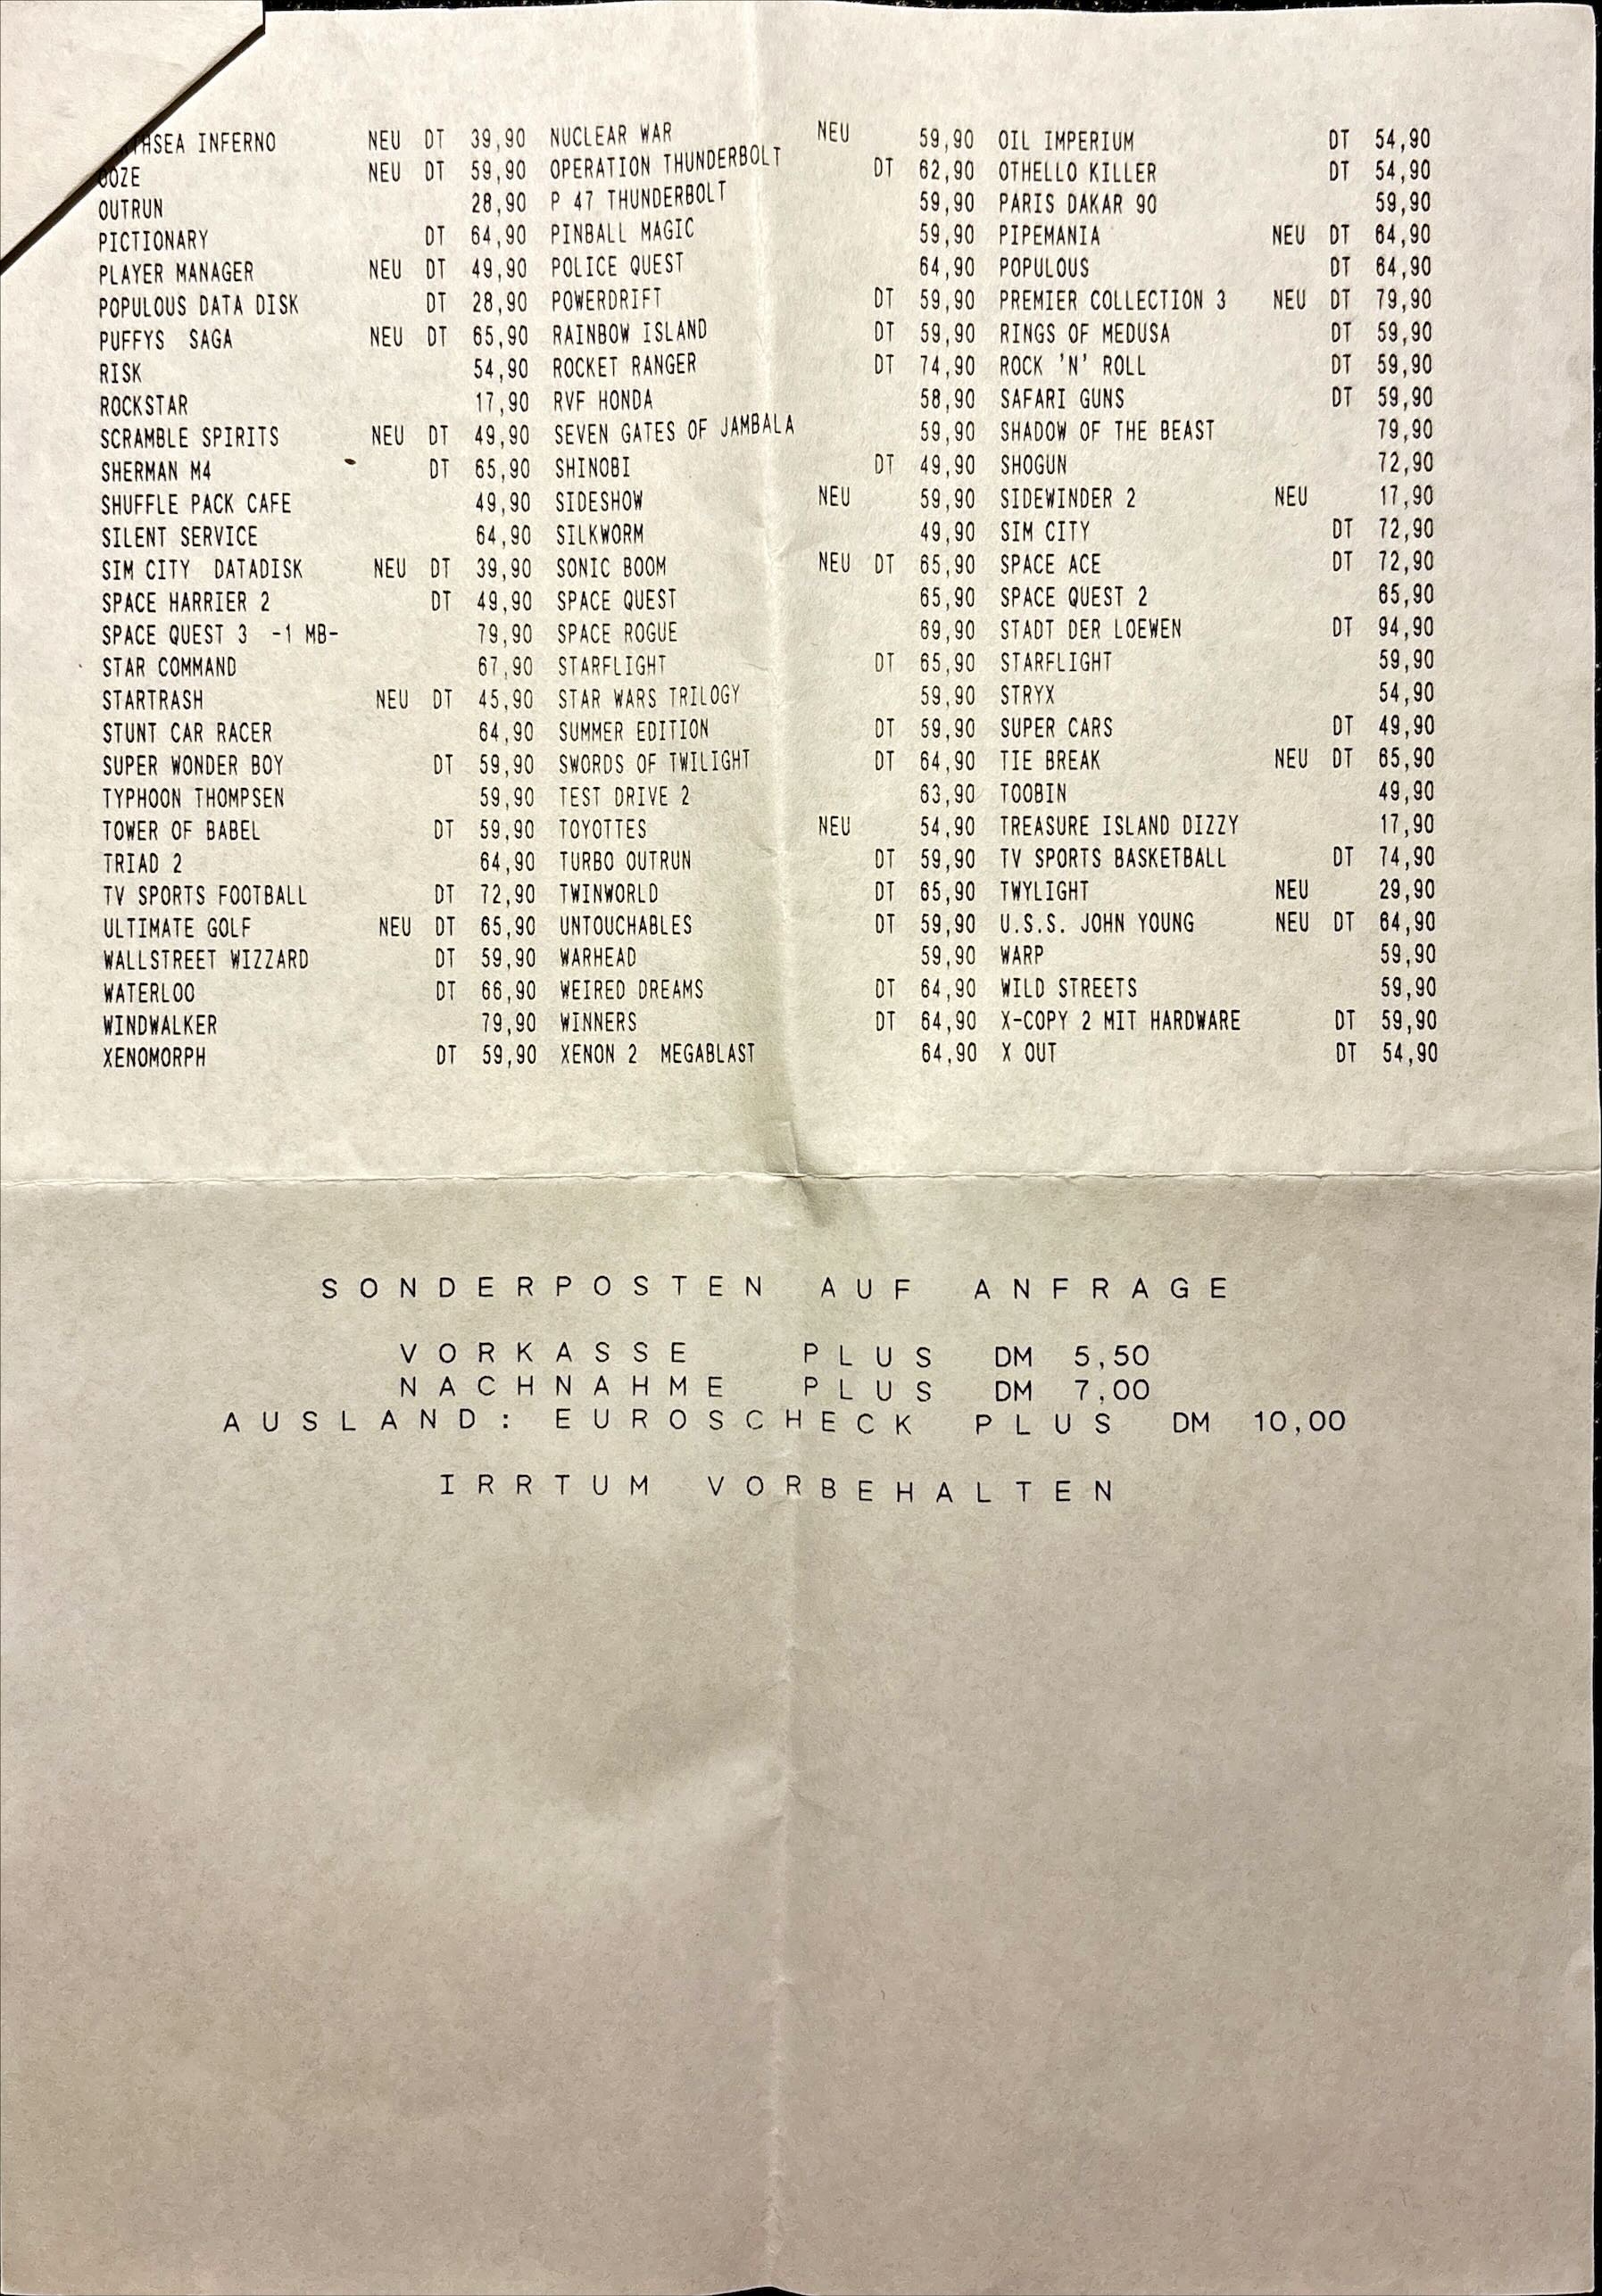 INFERNO NEU DT 39,90 NUCLEAR WAR NEU 59,90 OIL IMPERIUM DT 54,90
OOZE NEU DT 59,90 OPERATION THUNDERBOLT DT 62,90 OTHELLO KILLER DT 54,90
OUTRUN 28,90 P 47 THUNDERBOLT 59,90 PARIS DAKAR 90 59,90
PICTIONARY DT 64,90 PINBALL MAGIC 59,90 PIPEMANIA NEU DT 64,90
PLAYER MANAGER NEU DT 49,90 POLICE QUEST 64,90 POPULOUS DT 64,90
POPULOUS DATA DISK DT 28,90 POWERDRIFT DT 59,90 PREMIER COLLECTION 3 NEU DT 79,90
PUFFYS SAGA NEU DT 65,90 RAINBOW ISLAND DT 59,90 RINGS OF MEDUSA DT 59,90
RISK 54,90 ROCKET RANGER DT 74,90 ROCK 'N' ROLL DT 59,90
ROCKSTAR 17,90 RVF HONDA 58,90 SAFARI GUNS DT 59,90
SCRAMBLE SPIRITS NEU DT 49,90 SEVEN GATES OF JAMBALA 59,90 SHADOW OF THE BEAST 79,90
SHERMAN M4 DT 65,90 SHINOBI DT 49,90 SHOGUN 72,90
SHUFFLE PACK CAFE 49,90 SIDESHOW NEU 59,90 SIDEWINDER 2 NEU 17,90
SILENT SERVICE 64,90 SILKWORM 49,90 SIM CITY DT 72,90
SIM CITY DATADISK NEU DT 39,90 SONIC BOOM NEU DT 65,90 SPACE ACE DT 72,90
SPACE HARRIER 2 DT 49,90 SPACE QUEST 65,90 SPACE QUEST 2 65,90
SPACE QUEST 3 -1 MB- 79,90 SPACE ROGUE 69,90 STADT DER LOEWEN DT 94,90
STAR COMMAND 67,90 STARFLIGHT DT 65,90 STARFLIGHT 59,90
STARTRASH NEU DT 45,90 STAR WARS TRILOGY 59,90 STRYX 54,90
STUNT CAR RACER 64,90 SUMMER EDITION DT 59,90 SUPER CARS DT 49,90
SUPER WONDER BOY DT 59,90 SWORDS OF TWILIGHT DT 64,90 TIE BREAK NEU DT 65,90
TYPHOON THOMPSEN 59,90 TEST DRIVE 2 63,90 TOOBIN 49,90
TOWER OF BABEL DT 59,90 TOYOTTES NEU 54,90 TREASURE ISLAND DIZZY 17,90
TRIAD 2 64,90 TURBO OUTRUN DT 59,90 TV SPORTS BASKETBALL DT 74,90
TV SPORTS FOOTBALL DT 72,90 TWINWORLD DT 65,90 TWYLIGHT NEU 29,90
ULTIMATE GOLF NEU DT 65,90 UNTOUCHABLES DT 59,90 U.S.S. JOHN YOUNG NEU DT 64,90
WALLSTREET WIZZARD DT 59,90 WARHEAD 59,90 WARP 59,90
WATERLOO DT 66,90 WEIRED DREAMS DT 64,90 WILD STREETS 59,90
WINDWALKER 79,90 WINNERS DT 64,90 X-COPY 2 MIT HARDWARE DT 59,90
XENOMORPH DT 59,90 XENON 2 MEGABLAST 64,90 X OUT DT 54,90
SONDERPOSTEN AUF ANFRAGE
VORKASSE PLUS DM 5,50
NACHNAHME PLUS DM 7,00
AUSLAND: EUROSCHECK PLUS DM 10,00
IRRTUM VORBEHALTEN